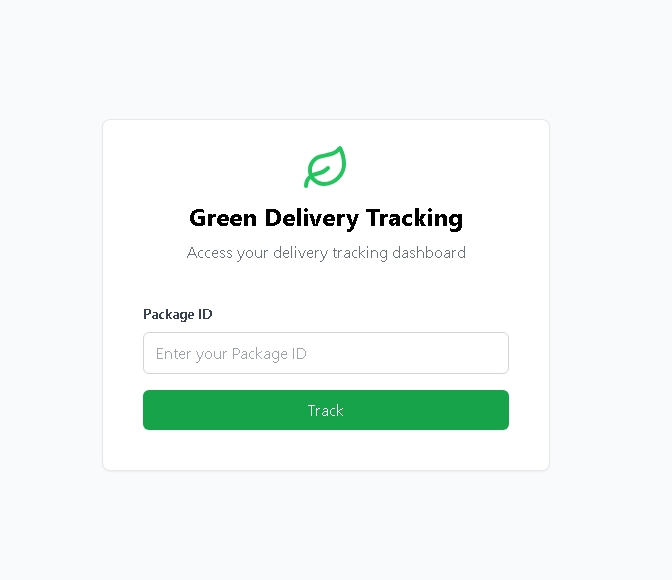 Green Delivery Tracking
Access your delivery tracking dashboard
Package ID
Enter your Package ID
Track